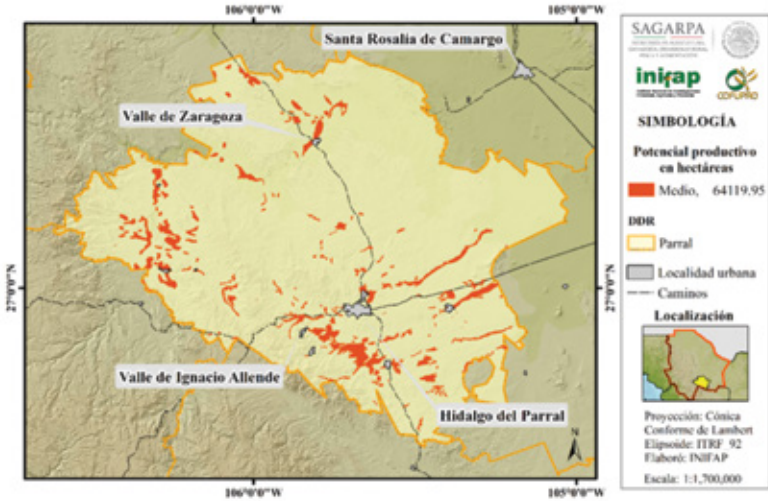 106°0'0"W
105°0'0"W
Santa Rosalía de Camargo
Valle de Zaragoza
27°0'0"N
27°0'0"N
Valle de Ignacio Allende
Hidalgo del Parral
N
106°0'0"W
105°0'0"W
SAGARPA
inifap
COFUPRO
SIMBOLOGÍA
Potencial productivo
en hectáreas
Medio, 64119.95
DDR
Parral
Localidad urbana
Caminos
Localización
Proyección: Cónica
Conforme de Lambert
Elipsoide: ITRF 92
Elaboró: INIFAP
Escala: 1:1,700,000